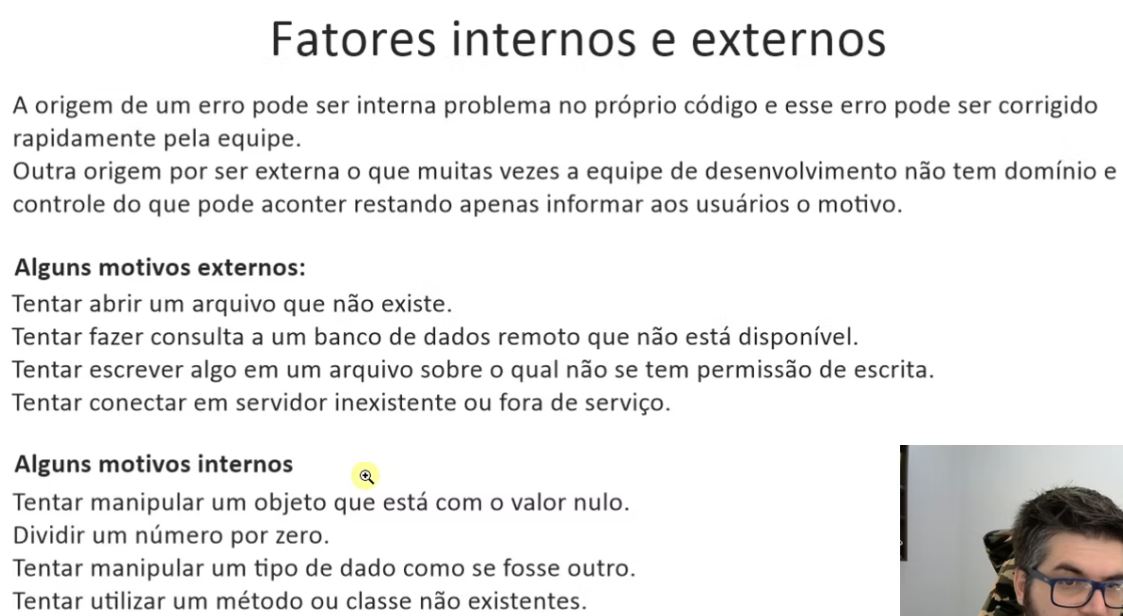 Fatores internos e externos
A origem de um erro pode ser interna problema no próprio código e esse erro pode ser corrigido
rapidamente pela equipe.
Outra origem por ser externa o que muitas vezes a equipe de desenvolvimento não tem domínio e
controle do que pode aconter restando apenas informar aos usuários o motivo.
Alguns motivos externos:
Tentar abrir um arquivo que não existe.
Tentar fazer consulta a um banco de dados remoto que não está disponível.
Tentar escrever algo em um arquivo sobre o qual não se tem permissão de escrita.
Tentar conectar em servidor inexistente ou fora de serviço.
Alguns motivos internos
Tentar manipular um objeto que está com o valor nulo.
Dividir um número por zero.
Tentar manipular um tipo de dado como se fosse outro.
Tentar utilizar um método ou classe não existentes.